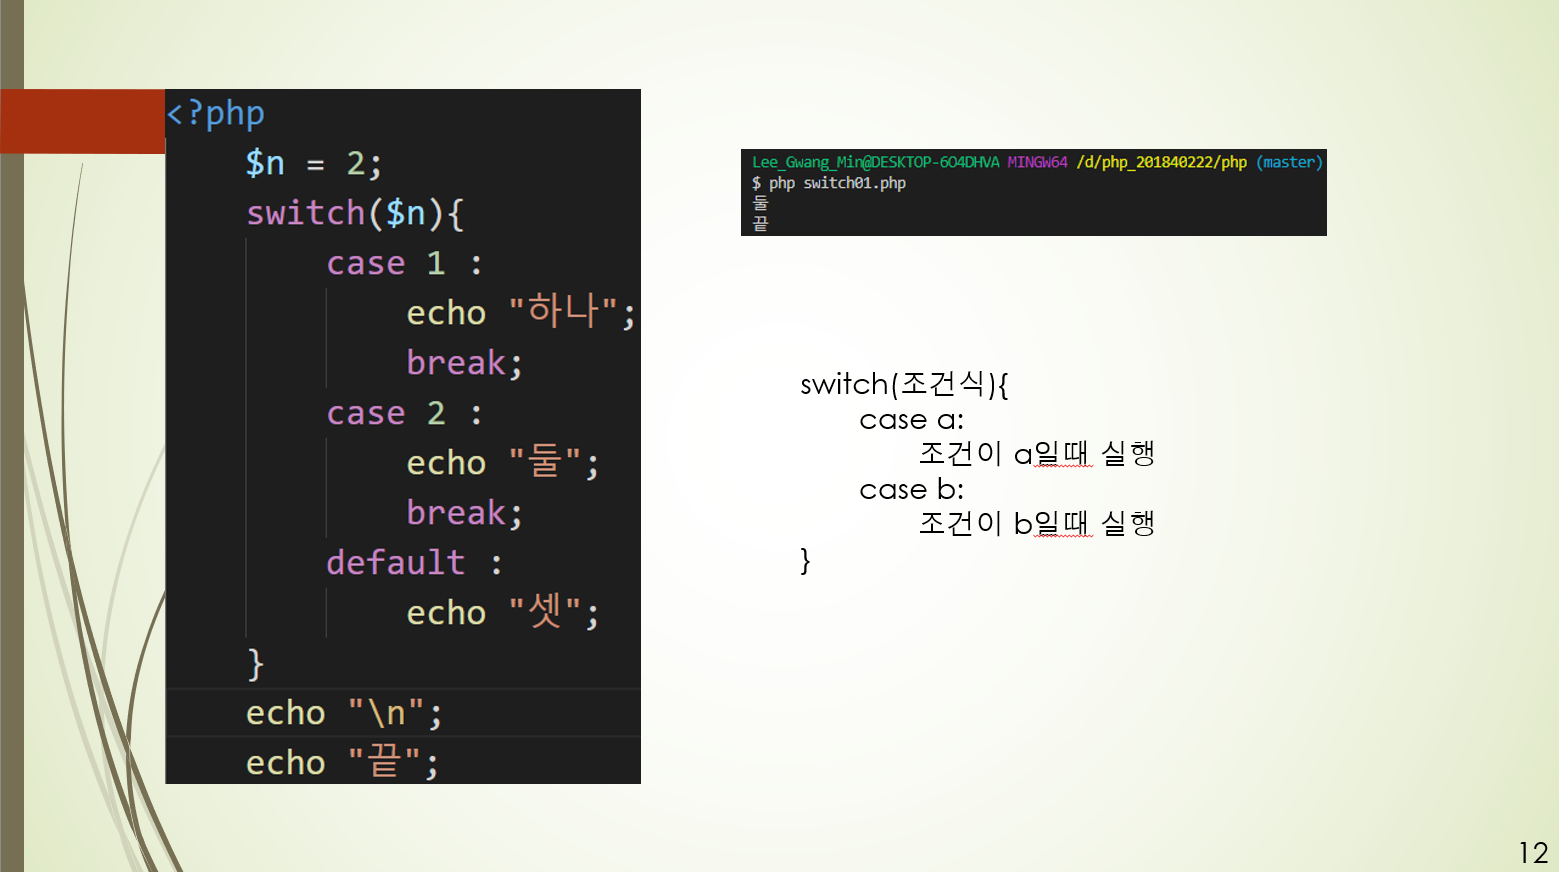 <?php
    $n = 2;
    switch($n){
        case 1 :
            echo "하나";
            break;
        case 2 :
            echo "둘";
            break;
        default :
            echo "셋";
    }
    echo "\n";
    echo "끝";
Lee_Gwang_Min@DESKTOP-6O4DHVA MINGW64 /d/php_201840222/php (master)
$ php switch01.php
둘
끝
switch(조건식){
    case a:
        조건이 a일때 실행
    case b:
        조건이 b일때 실행
}
12